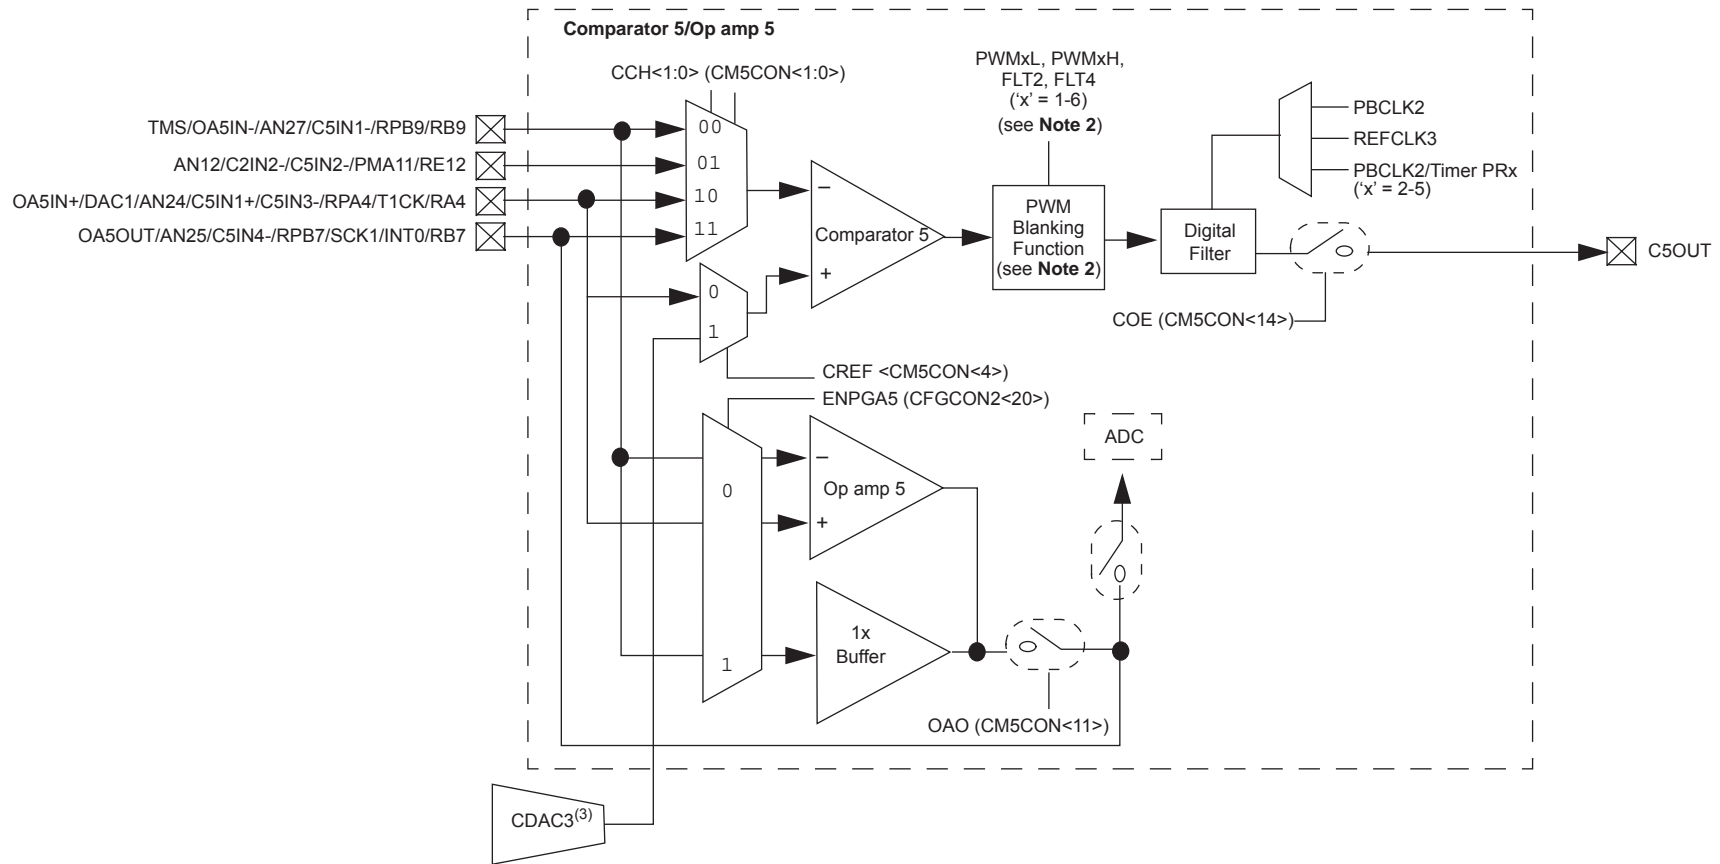 Comparator 5/Op amp 5
CCH<1:0> (CM5CON<1:0>)
PWMxL, PWMxH,
FLT2, FLT4
('x' = 1-6)
(see Note 2)
PBCLK2
REFCLK3
PBCLK2/Timer PRx
('x' = 2-5)
TMS/OA5IN-/AN27/C5IN1-/RPB9/RB9
AN12/C2IN2-/C5IN2-/PMA11/RE12
OA5IN+/DAC1/AN24/C5IN1+/C5IN3-/RPA4/T1CK/RA4
OA5OUT/AN25/C5IN4-/RPB7/SCK1/INT0/RB7
00
01
10
11
–
Comparator 5
+
PWM
Blanking
Function
(see Note 2)
Digital
Filter
C5OUT
COE (CM5CON<14>)
0
1
CREF <CM5CON<4>)
ENPGA5 (CFGCON2<20>)
0
1
–
Op amp 5
+
ADC
1x
Buffer
OAO (CM5CON<11>)
CDAC3(3)